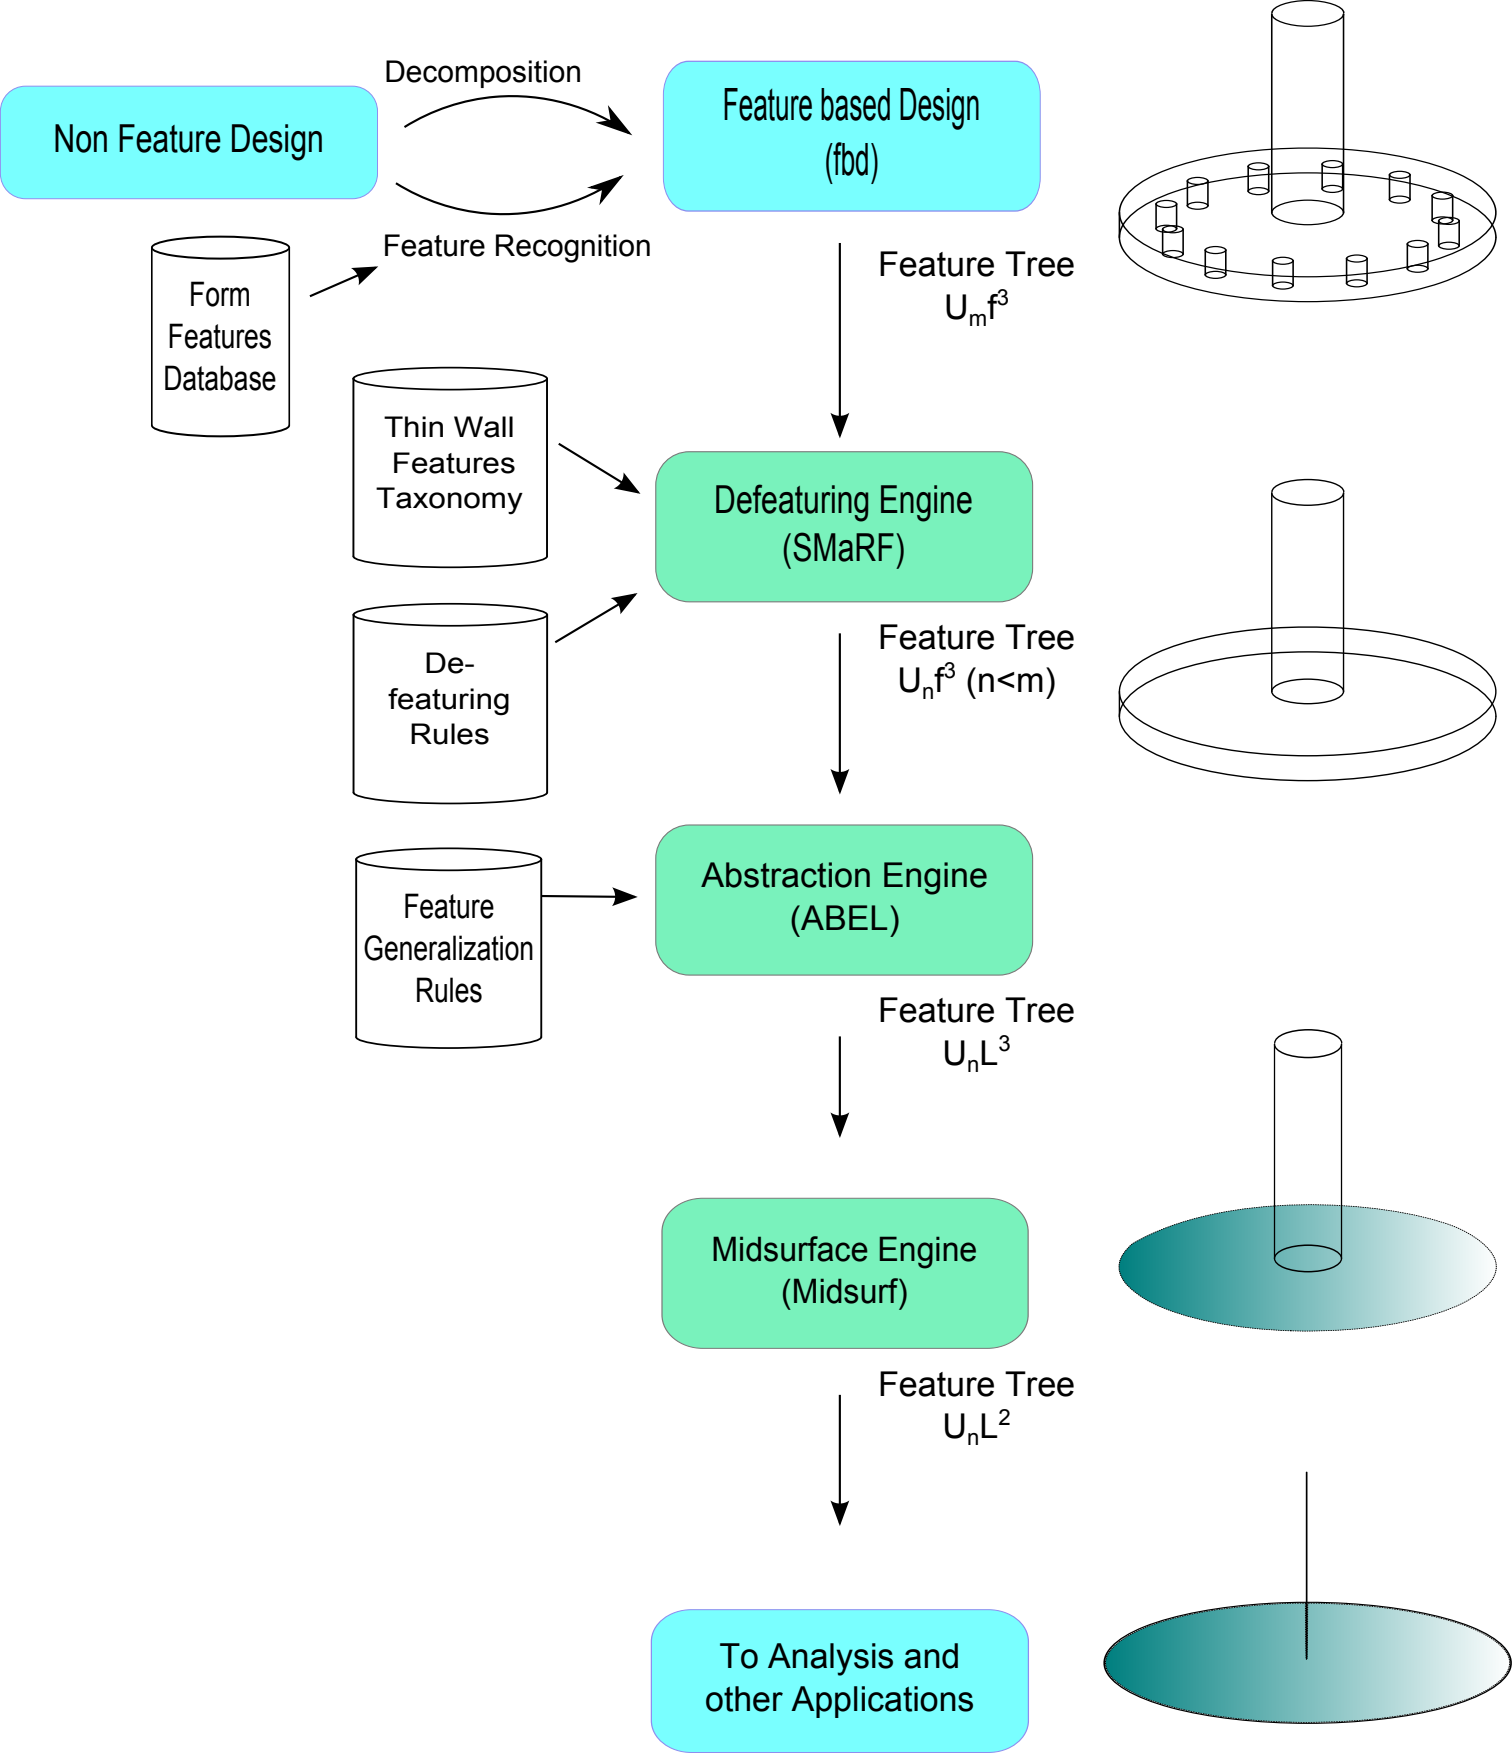 Decomposition
Non Feature Design
Feature based Design
(fbd)
Feature Recognition
Form
Features
Database
Feature Tree
Uₘf³
Thin Wall
Features
Taxonomy
Defeaturing Engine
(SMaRF)
De-
featuring
Rules
Feature Tree
Uₙf³ (n<m)
Abstraction Engine
(ABEL)
Feature
Generalization
Rules
Feature Tree
UₙL³
Midsurface Engine
(Midsurf)
Feature Tree
UₙL²
To Analysis and
other Applications